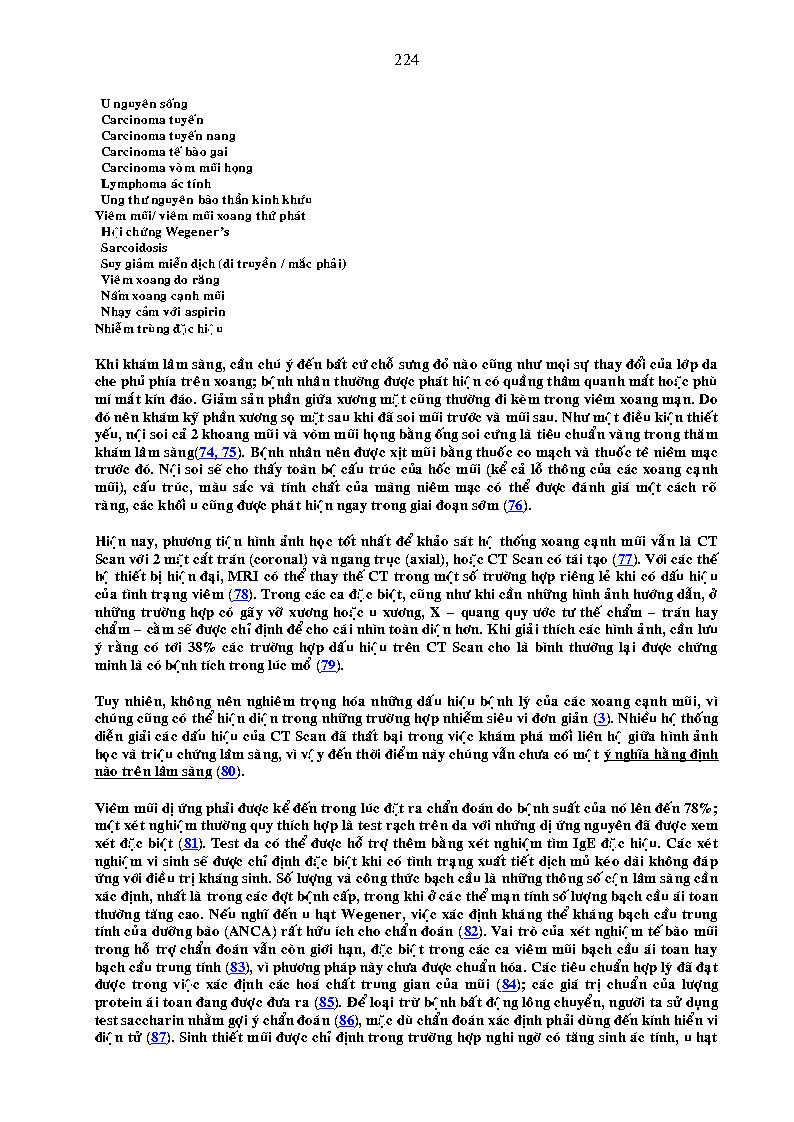 224
U nguyên sống
Carcinoma tuyến
Carcinoma tuyến nang
Carcinoma tế bào gai
Carcinoma vòm mũi họng
Lymphoma ác tính
Ung thư nguyên bào thần kinh khứu
Viêm mũi/ viêm mũi xoang thứ phát
Hội chứng Wegener’s
Sarcoidosis
Suy giảm miễn dịch (di truyền / mắc phải)
Viêm xoang do răng
Nấm xoang cạnh mũi
Nhạy cảm với aspirin
Nhiễm trùng đặc hiệu
Khi khám lâm sàng, cần chú ý đến bất cứ chỗ sưng đỏ nào cũng như mọi sự thay đổi của lớp da
che phủ phía trên xoang; bệnh nhân thường được phát hiện có quầng thâm quanh mắt hoặc phù
mí mắt kín đáo. Giảm sản phần giữa xương mặt cũng thường đi kèm trong viêm xoang mạn. Do
đó nên khám kỹ phần xương sọ mặt sau khi đã soi mũi trước và mũi sau. Như một điều kiện thiết
yếu, nội soi cả 2 khoang mũi và vòm mũi họng bằng ống soi cứng là tiêu chuẩn vàng trong thăm
khám lâm sàng(74, 75). Bệnh nhân nên được xịt mũi bằng thuốc co mạch và thuốc tê niêm mạc
trước đó. Nội soi sẽ cho thấy toàn bộ cấu trúc của hốc mũi (kể cả lỗ thông của các xoang cạnh
mũi), cấu trúc, màu sắc và tính chất của màng niêm mạc có thể được đánh giá một cách rõ
ràng, các khối u cũng được phát hiện ngay trong giai đoạn sớm (76).
Hiện nay, phương tiện hình ảnh học tốt nhất để khảo sát hệ thống xoang cạnh mũi vẫn là CT
Scan với 2 mặt cắt trán (coronal) và ngang trục (axial), hoặc CT Scan có tái tạo (77). Với các thế
hệ thiết bị hiện đại, MRI có thể thay thế CT trong một số trường hợp riêng lẻ khi có dấu hiệu
của tình trạng viêm (78). Trong các ca đặc biệt, cũng như khi cần những hình ảnh hướng dẫn, ở
những trường hợp có gãy vỡ xương hoặc u xương, X – quang quy ước tư thế chẩm – trán hay
chẩm – cằm sẽ được chỉ định để cho cái nhìn toàn diện hơn. Khi giải thích các hình ảnh, cần lưu
ý rằng có tới 38% các trường hợp dấu hiệu trên CT Scan cho là bình thường lại được chứng
minh là có bệnh tích trong lúc mổ (79).
Tuy nhiên, không nên nghiêm trọng hóa những dấu hiệu bệnh lý của các xoang cạnh mũi, vì
chúng cũng có thể hiện diện trong những trường hợp nhiễm siêu vi đơn giản (3). Nhiều hệ thống
diễn giải các dấu hiệu của CT Scan đã thất bại trong việc khám phá mối liên hệ giữa hình ảnh
học và triệu chứng lâm sàng, vì vậy đến thời điểm này chúng vẫn chưa có một ý nghĩa hằng định
nào trên lâm sàng (80).
Viêm mũi dị ứng phải được kể đến trong lúc đặt ra chẩn đoán do bệnh suất của nó lên đến 78%;
một xét nghiệm thường quy thích hợp là test rạch trên da với những dị ứng nguyên đã được xem
xét đặc biệt (81). Test da có thể được hỗ trợ thêm bằng xét nghiệm tìm IgE đặc hiệu. Các xét
nghiệm vi sinh sẽ được chỉ định đặc biệt khi có tình trạng xuất tiết dịch mủ kéo dài không đáp
ứng với điều trị kháng sinh. Số lượng và công thức bạch cầu là những thông số cận lâm sàng cần
xác định, nhất là trong các đợt bệnh cấp, trong khi ở các thể mạn tính số lượng bạch cầu ái toan
thường tăng cao. Nếu nghĩ đến u hạt Wegener, việc xác định kháng thể kháng bạch cầu trung
tính của dưỡng bào (ANCA) rất hữu ích cho chẩn đoán (82). Vai trò của xét nghiệm tế bào mũi
trong hỗ trợ chẩn đoán vẫn còn giới hạn, đặc biệt trong các ca viêm mũi bạch cầu ái toan hay
bạch cầu trung tính (83), vì phương pháp này chưa được chuẩn hóa. Các tiêu chuẩn hợp lý đã đạt
được trong việc xác định các hoá chất trung gian của mũi (84); các giá trị chuẩn của lượng
protein ái toan đang được đưa ra (85). Để loại trừ bệnh bất động lông chuyển, người ta sử dụng
test saccharin nhằm gợi ý chẩn đoán (86), mặc dù chẩn đoán xác định phải dùng đến kính hiển vi
điện tử (87). Sinh thiết mũi được chỉ định trong trường hợp nghi ngờ có tăng sinh ác tính, u hạt